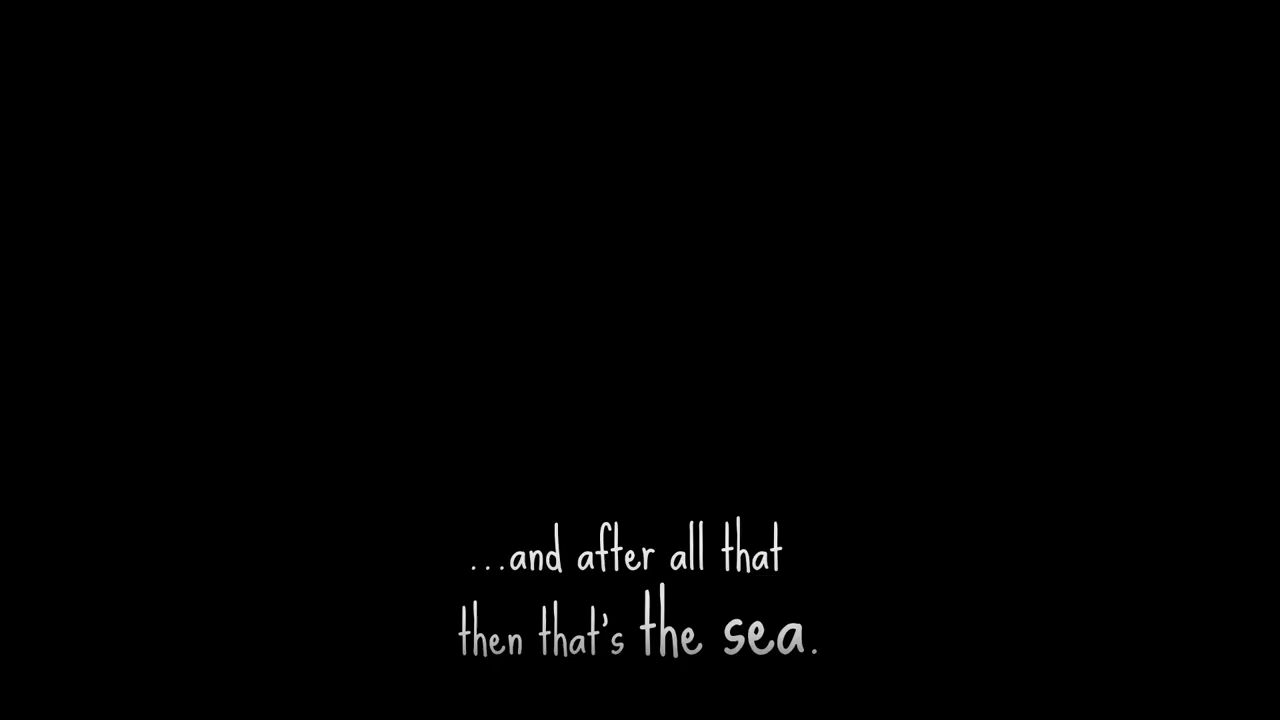 ...and after all that
then that's the sea.